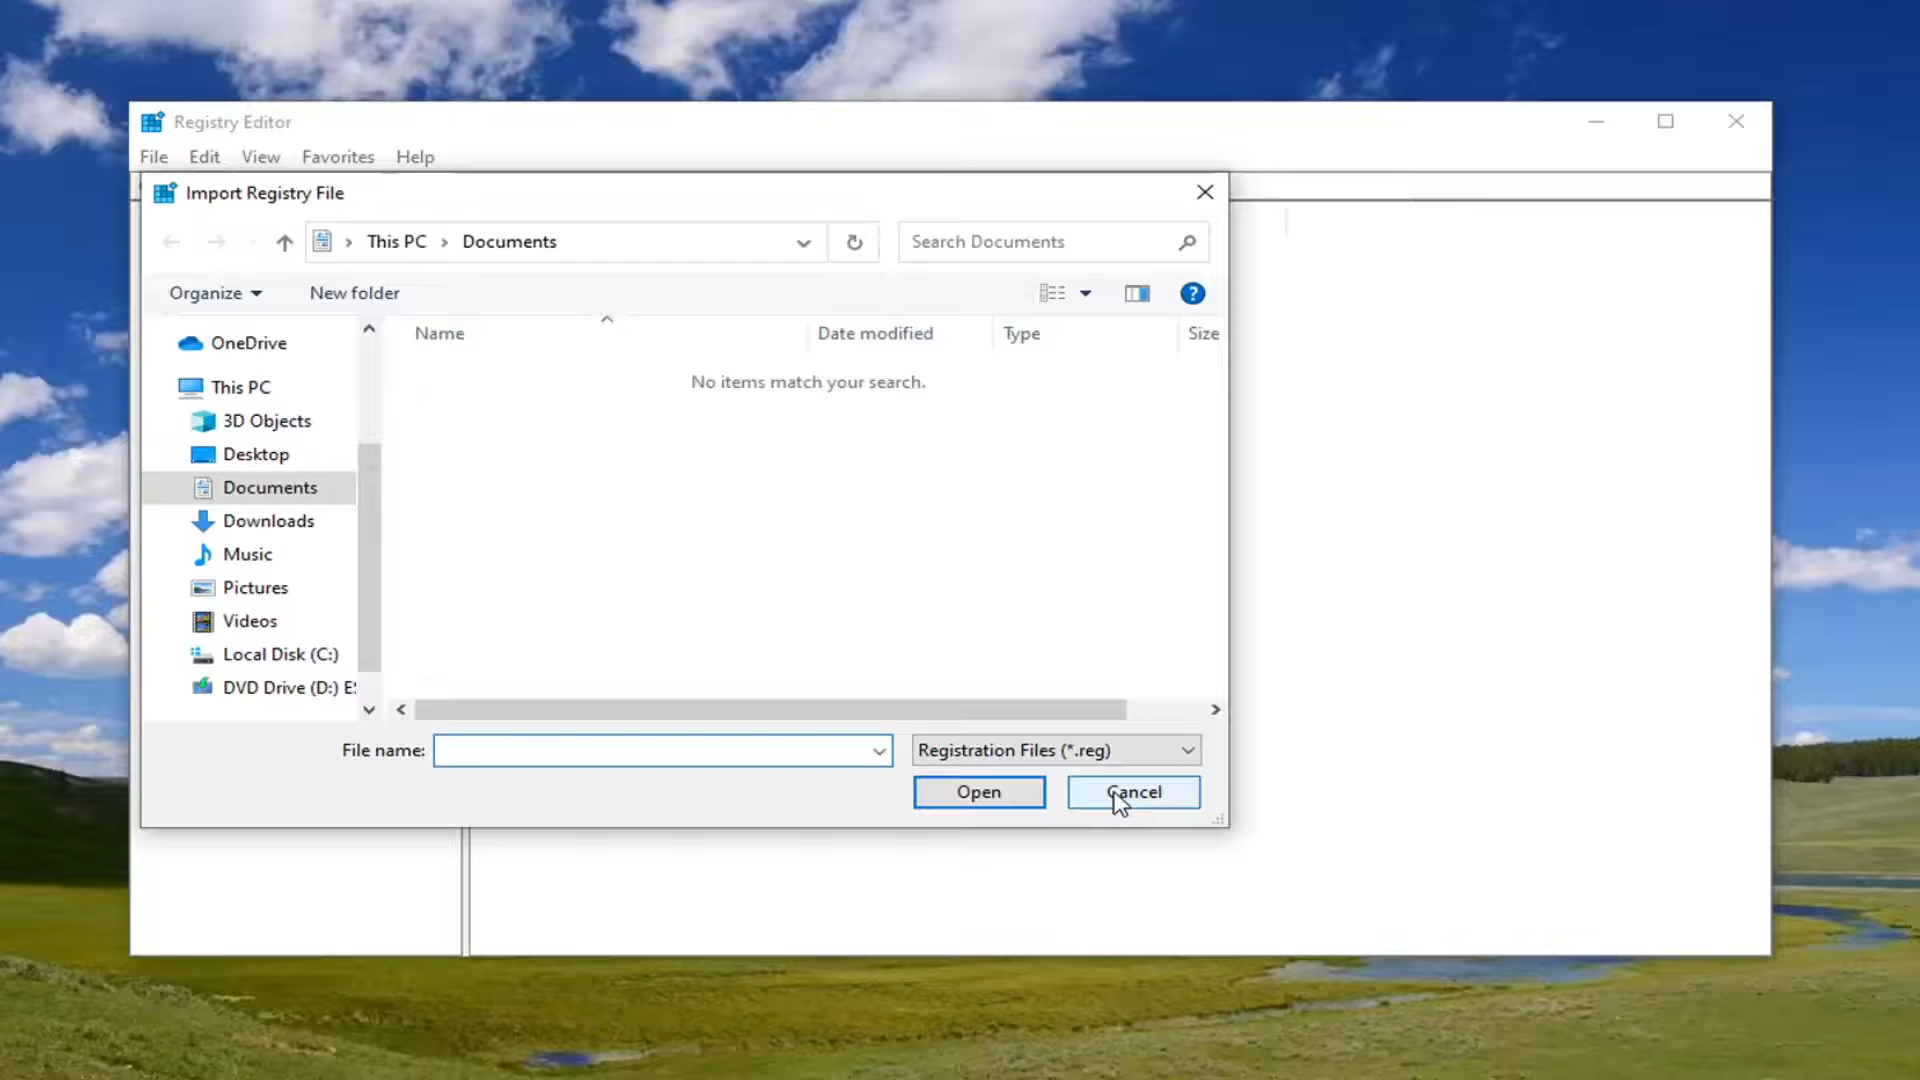 Registry Editor
File Edit View Favorites Help
Import Registry File
This PC Documents
Search Documents
Organize New folder
?
Name Date modified Type Size
No items match your search.
OneDrive
This PC
3D Objects
Desktop
Documents
Downloads
Music
Pictures
Videos
Local Disk (C:)
DVD Drive (D:) ES
File name:
Registration Files (*.reg)
Open Cancel